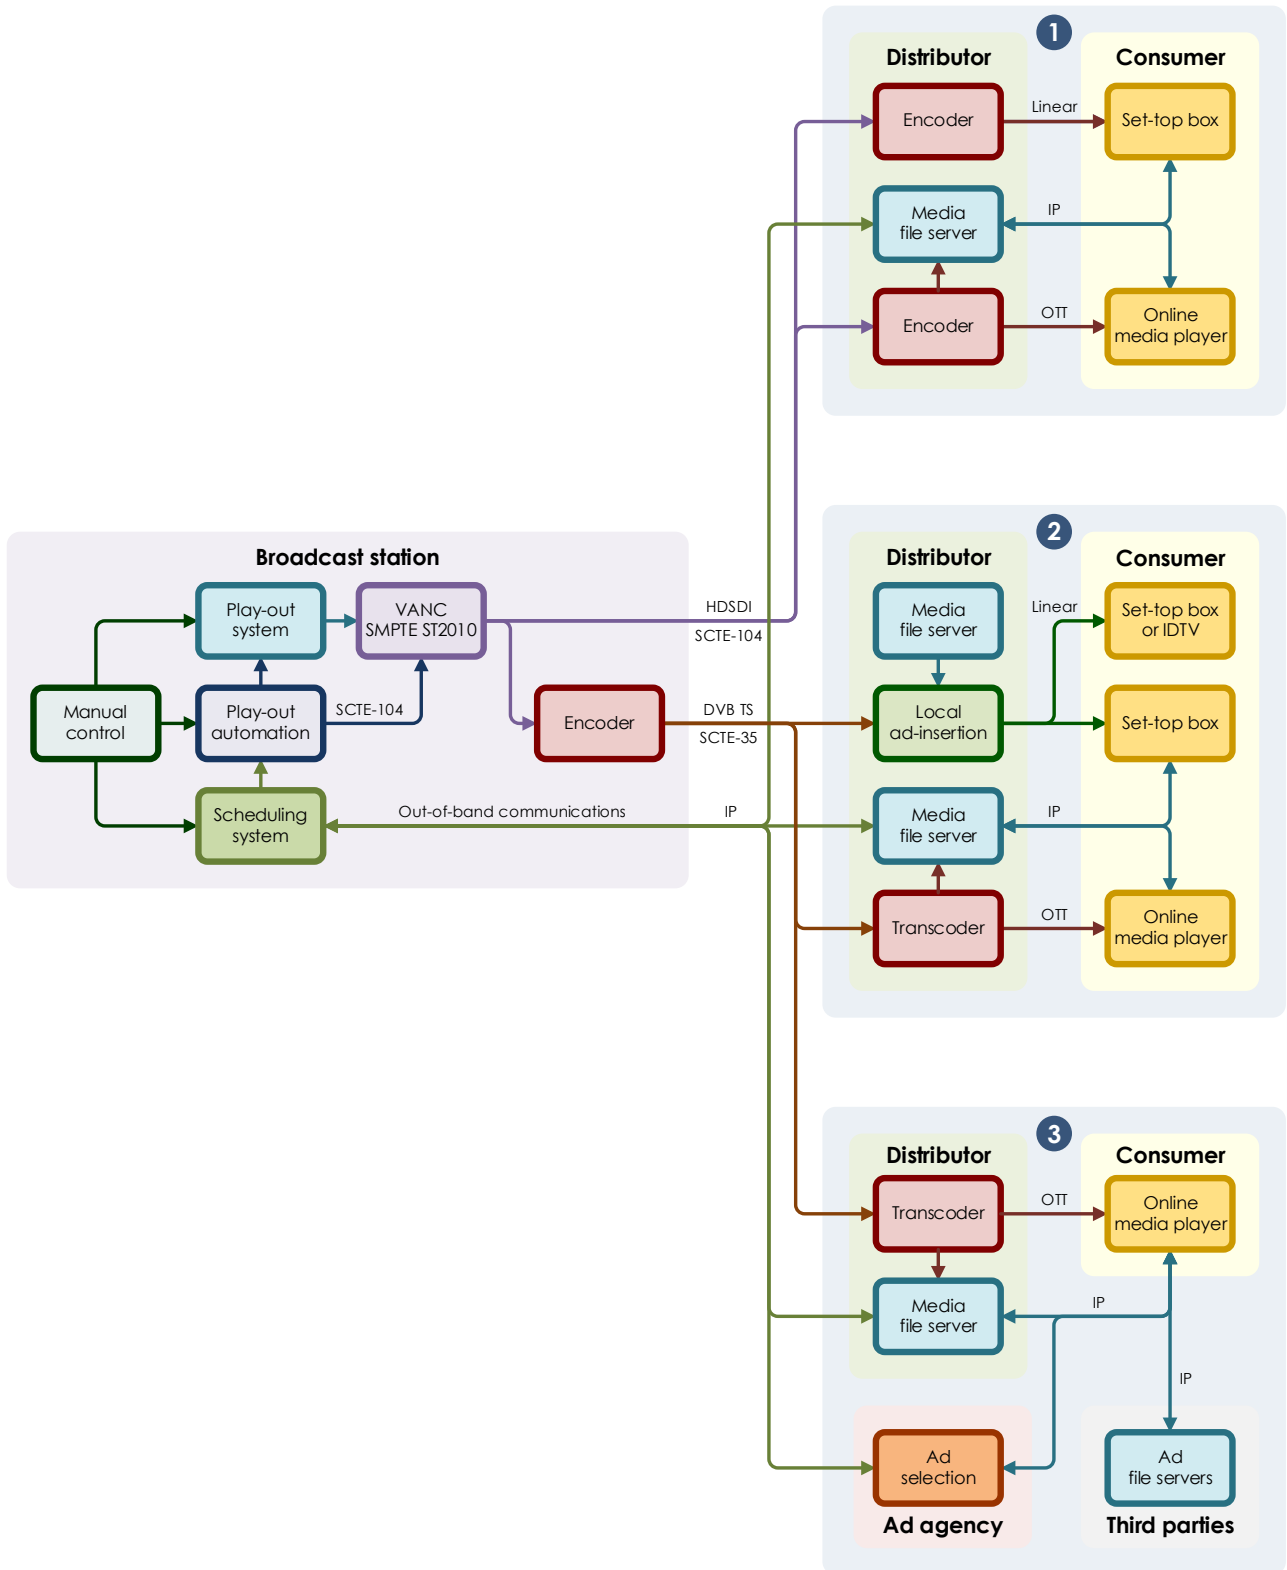 1
Distributor
Consumer
Encoder
Linear
Set-top box
Media
file server
IP
Encoder
OTT
Online
media player
Broadcast station
Play-out
system
VANC
SMPTE ST2010
HDSDI
SCTE-104
Manual
control
Play-out
automation
SCTE-104
Encoder
DVB TS
SCTE-35
Scheduling
system
Out-of-band communications
IP
2
Distributor
Consumer
Media
file server
Linear
Set-top box
or IDTV
Local
ad-insertion
Set-top box
Media
file server
IP
Transcoder
OTT
Online
media player
3
Distributor
Consumer
Transcoder
OTT
Online
media player
Media
file server
IP
IP
Ad
selection
Ad agency
Ad
file servers
Third parties